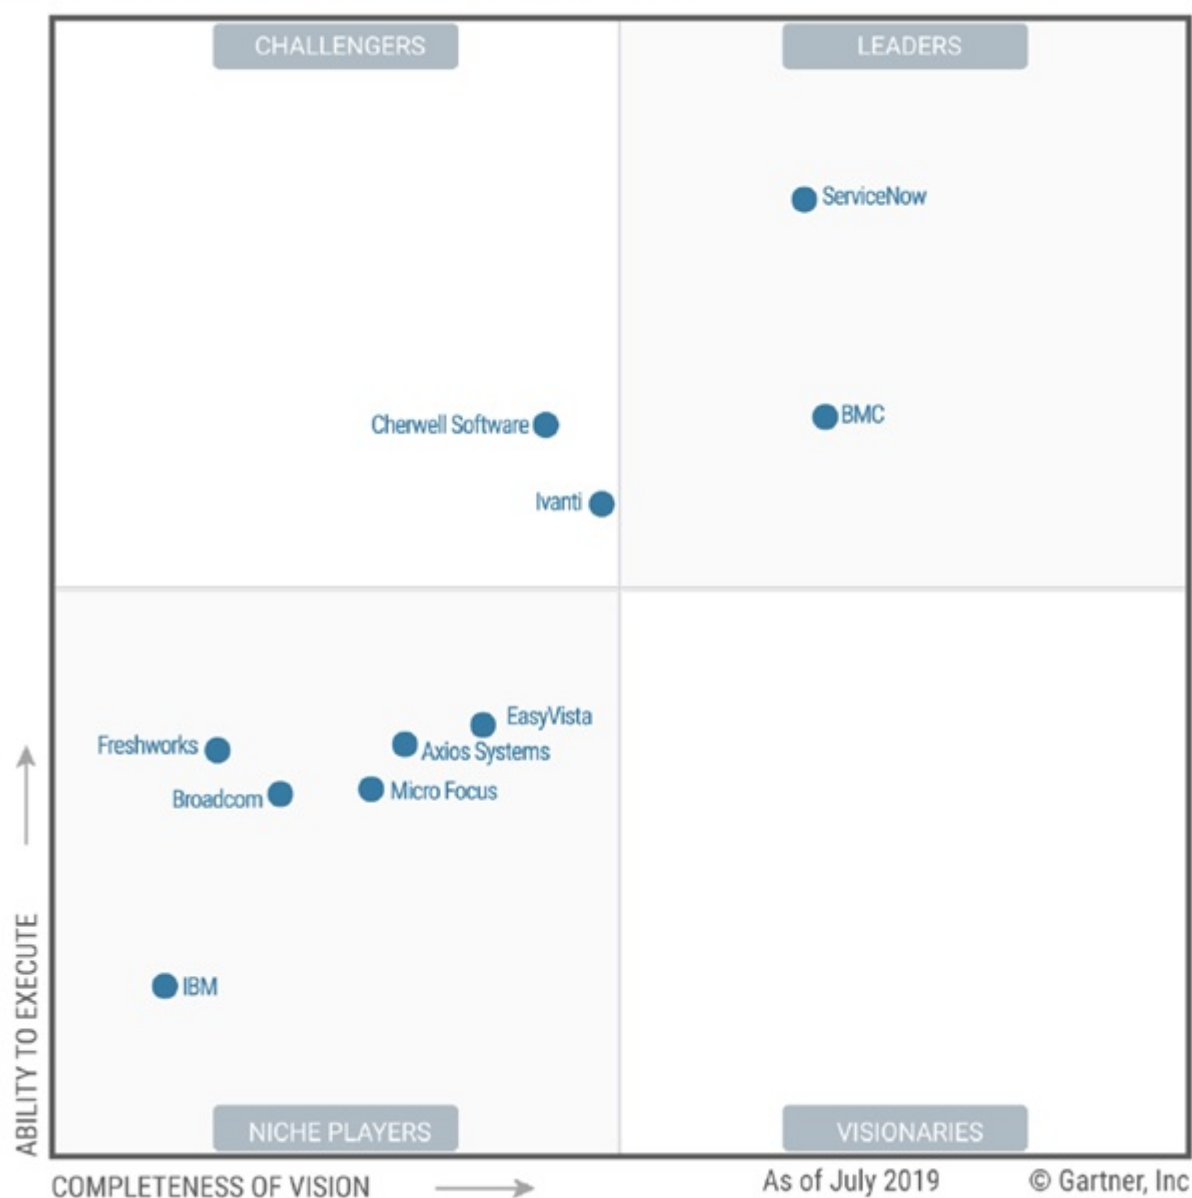 CHALLENGERS
LEADERS
ServiceNow
Cherwell Software
BMC
Ivanti
EasyVista
Freshworks
Axios Systems
Broadcom
Micro Focus
IBM
ABILITY TO EXECUTE
NICHE PLAYERS
VISIONARIES
COMPLETENESS OF VISION
As of July 2019
© Gartner, Inc